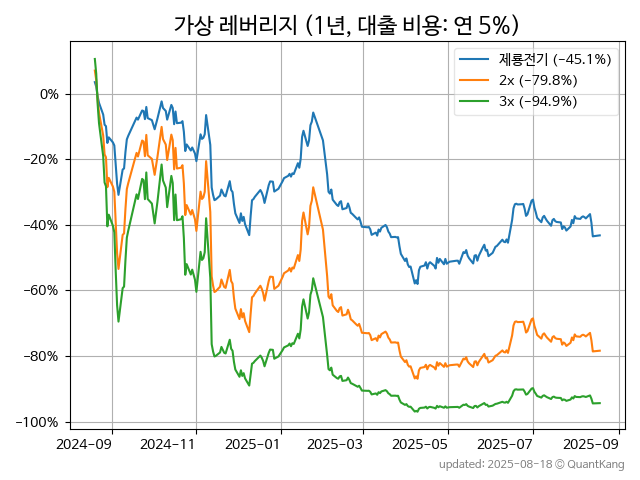 가상 레버리지 (1년, 대출 비용: 연 5%)
제룡전기 (-45.1%)
2x (-79.8%)
3x (-94.9%)
0%
−20%
−40%
−60%
−80%
−100%
2024-09 2024-11 2025-01 2025-03 2025-05 2025-07 2025-09
updated: 2025-08-18 © QuantKang